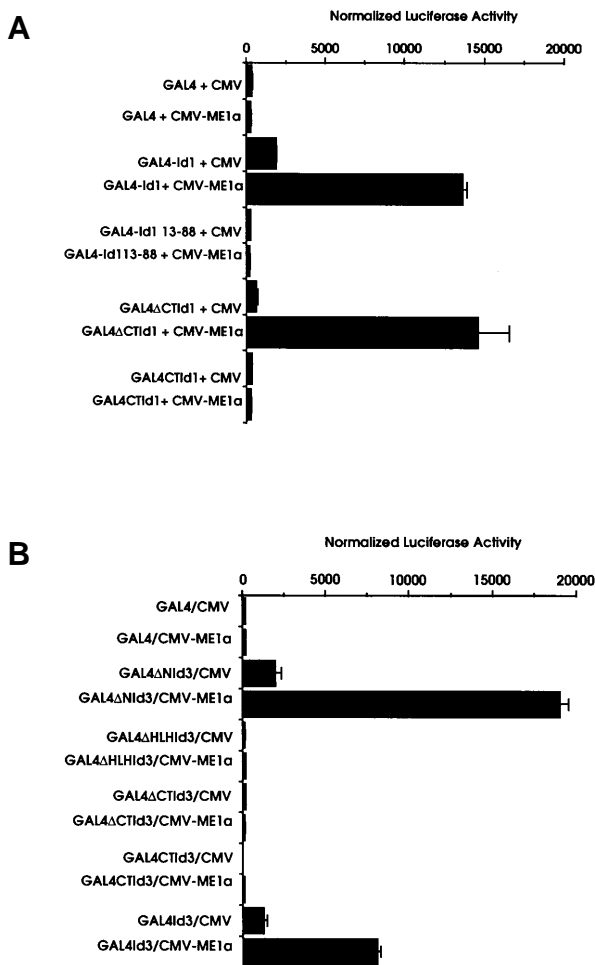 A
Normalized Luciferase Activity
0 5000 10000 15000 20000
GAL4 + CMV
GAL4 + CMV-ME1a
GAL4-Id1 + CMV
GAL4-Id1+ CMV-ME1a
GAL4-Id1 13-88 + CMV
GAL4-Id113-88 + CMV-ME1a
GAL4ΔCTId1 + CMV
GAL4ΔCTId1 + CMV-ME1a
GAL4CTId1+ CMV
GAL4CTId1+ CMV-ME1a
B
Normalized Luciferase Activity
0 5000 10000 15000 20000
GAL4/CMV
GAL4/CMV-ME1a
GAL4ΔNId3/CMV
GAL4ΔNId3/CMV-ME1a
GAL4ΔHLHId3/CMV
GAL4ΔHLHId3/CMV-ME1a
GAL4ΔCTId3/CMV
GAL4ΔCTId3/CMV-ME1a
GAL4CTId3/CMV
GAL4CTId3/CMV-ME1a
GAL4Id3/CMV
GAL4Id3/CMV-ME1a